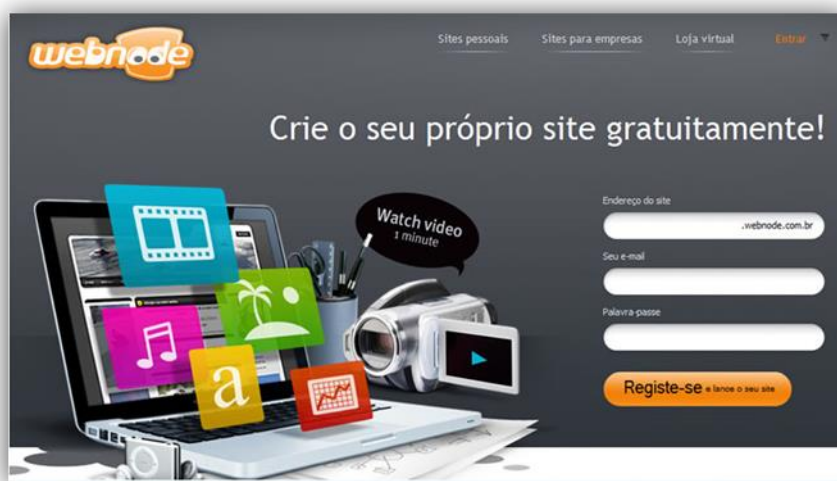 webnode
Sites pessoais
Sites para empresas
Loja virtual
Entrar
Crie o seu próprio site gratuitamente!
Watch video
1 minute
Endereço do site
.webnode.com.br
Seu e-mail
Palavra-passe
Registe-se e lance o seu site
a